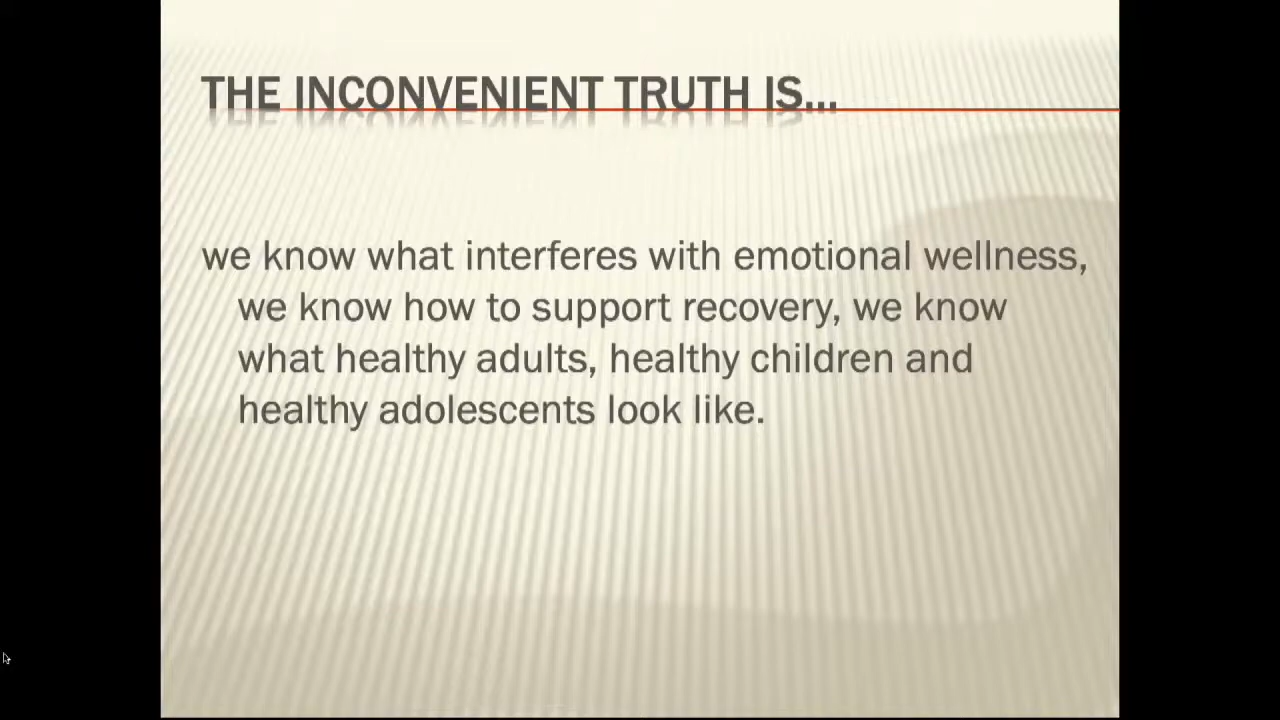 THE INCONVENIENT TRUTH IS...
we know what interferes with emotional wellness,
we know how to support recovery, we know
what healthy adults, healthy children and
healthy adolescents look like.